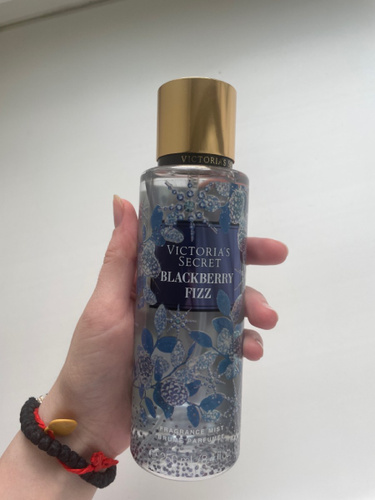 VICTORIA'S
VICTORIA'S
SECRET
BLACKBERRY
FIZZ
FRAGRANCE MIST